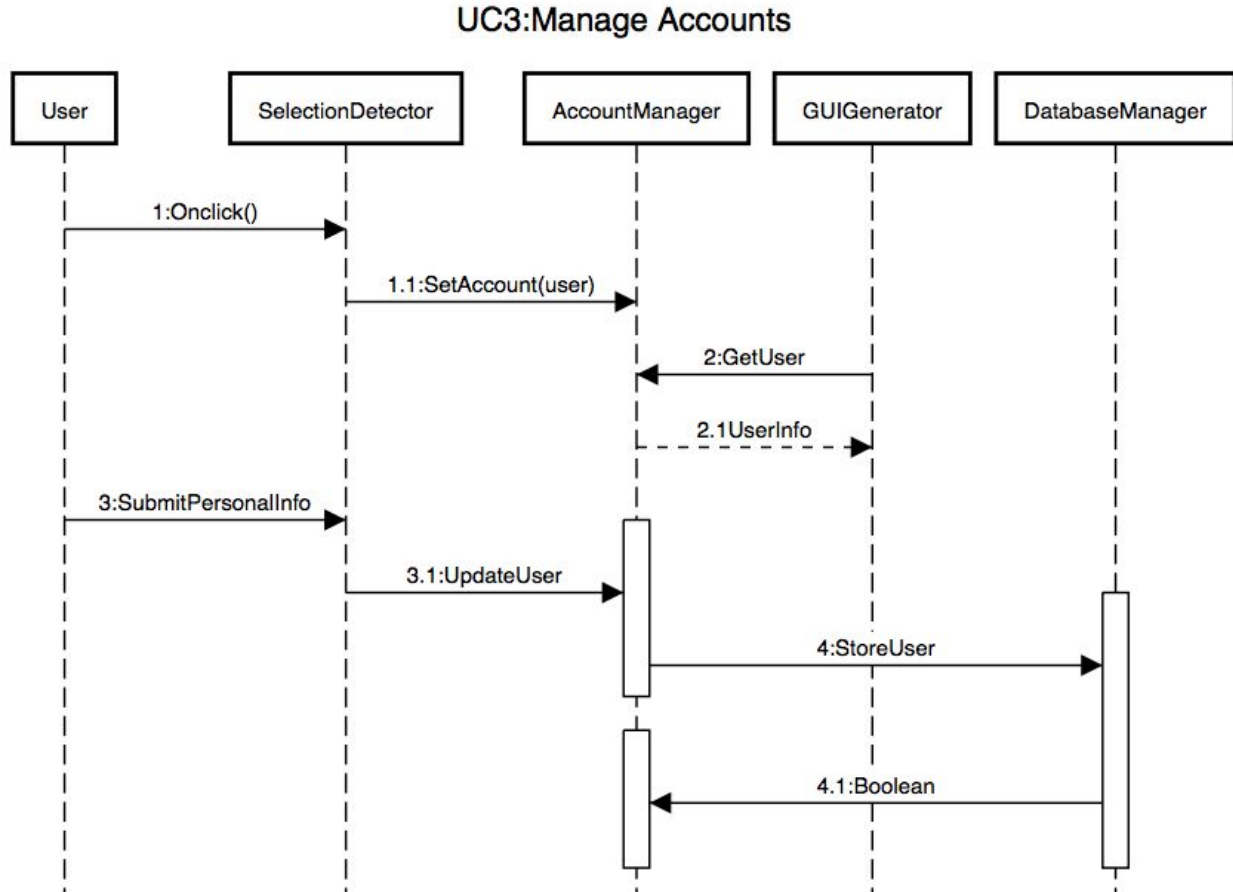 UC3:Manage Accounts
User
SelectionDetector
AccountManager
GUIGenerator
DatabaseManager
1:Onclick()
1.1:SetAccount(user)
2:GetUser
2.1UserInfo
3:SubmitPersonalInfo
3.1:UpdateUser
4:StoreUser
4.1:Boolean